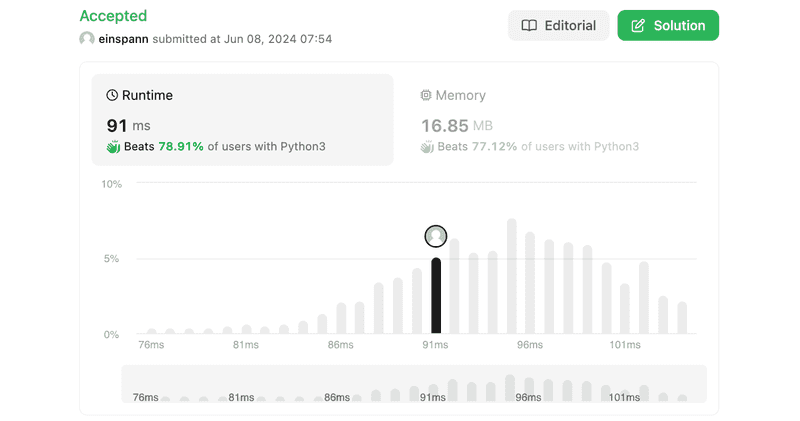 Accepted
einspann submitted at Jun 08, 2024 07:54
Editorial
Solution
Runtime
91 ms
Beats 78.91% of users with Python3
Memory
16.85 MB
Beats 77.12% of users with Python3
10%
5%
0%
76ms 81ms 86ms 91ms 96ms 101ms
76ms 81ms 86ms 91ms 96ms 101ms